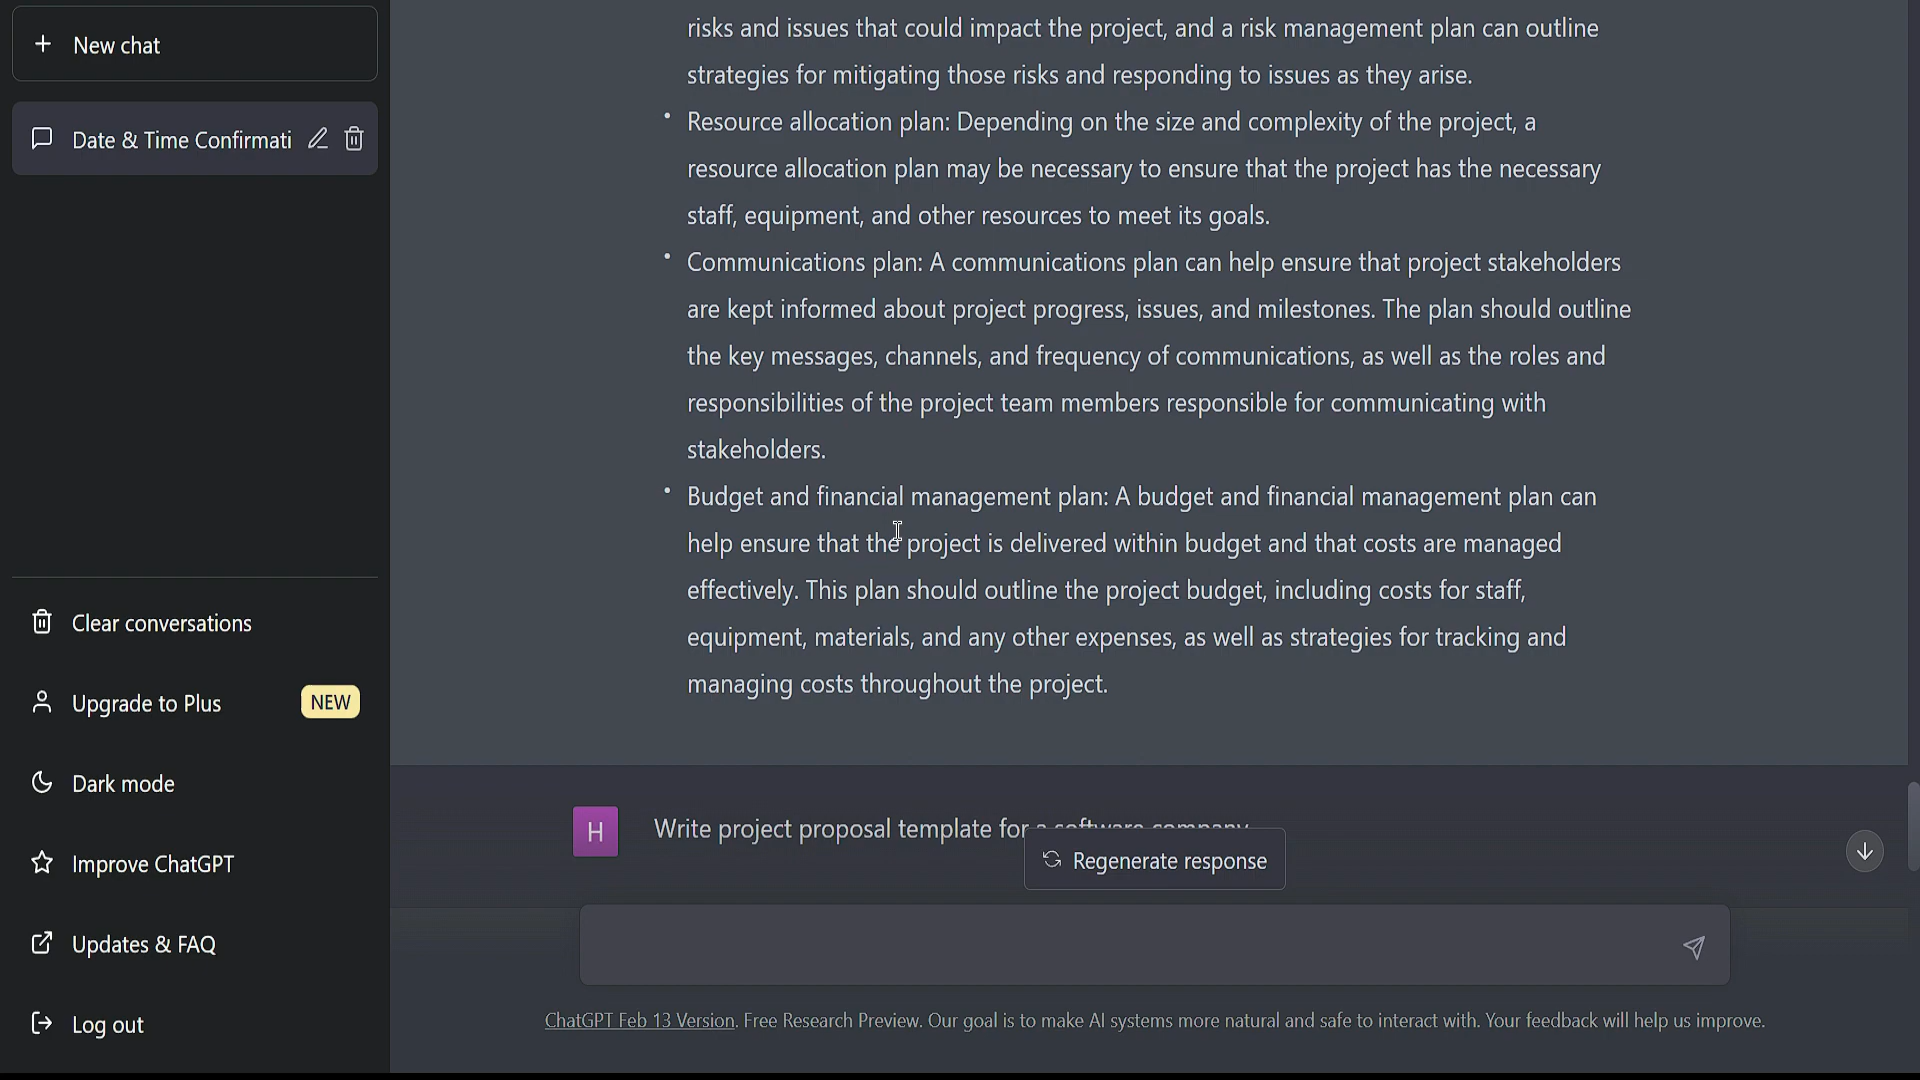 New chat
Date & Time Confirmati
Clear conversations
Upgrade to Plus NEW
Dark mode
Improve ChatGPT
Updates & FAQ
Log out
risks and issues that could impact the project, and a risk management plan can outline
strategies for mitigating those risks and responding to issues as they arise.
• Resource allocation plan: Depending on the size and complexity of the project, a
resource allocation plan may be necessary to ensure that the project has the necessary
staff, equipment, and other resources to meet its goals.
• Communications plan: A communications plan can help ensure that project stakeholders
are kept informed about project progress, issues, and milestones. The plan should outline
the key messages, channels, and frequency of communications, as well as the roles and
responsibilities of the project team members responsible for communicating with
stakeholders.
• Budget and financial management plan: A budget and financial management plan can
help ensure that the project is delivered within budget and that costs are managed
effectively. This plan should outline the project budget, including costs for staff,
equipment, materials, and any other expenses, as well as strategies for tracking and
managing costs throughout the project.
H Write project proposal template for a software company
Regenerate response
ChatGPT Feb 13 Version. Free Research Preview. Our goal is to make AI systems more natural and safe to interact with. Your feedback will help us improve.